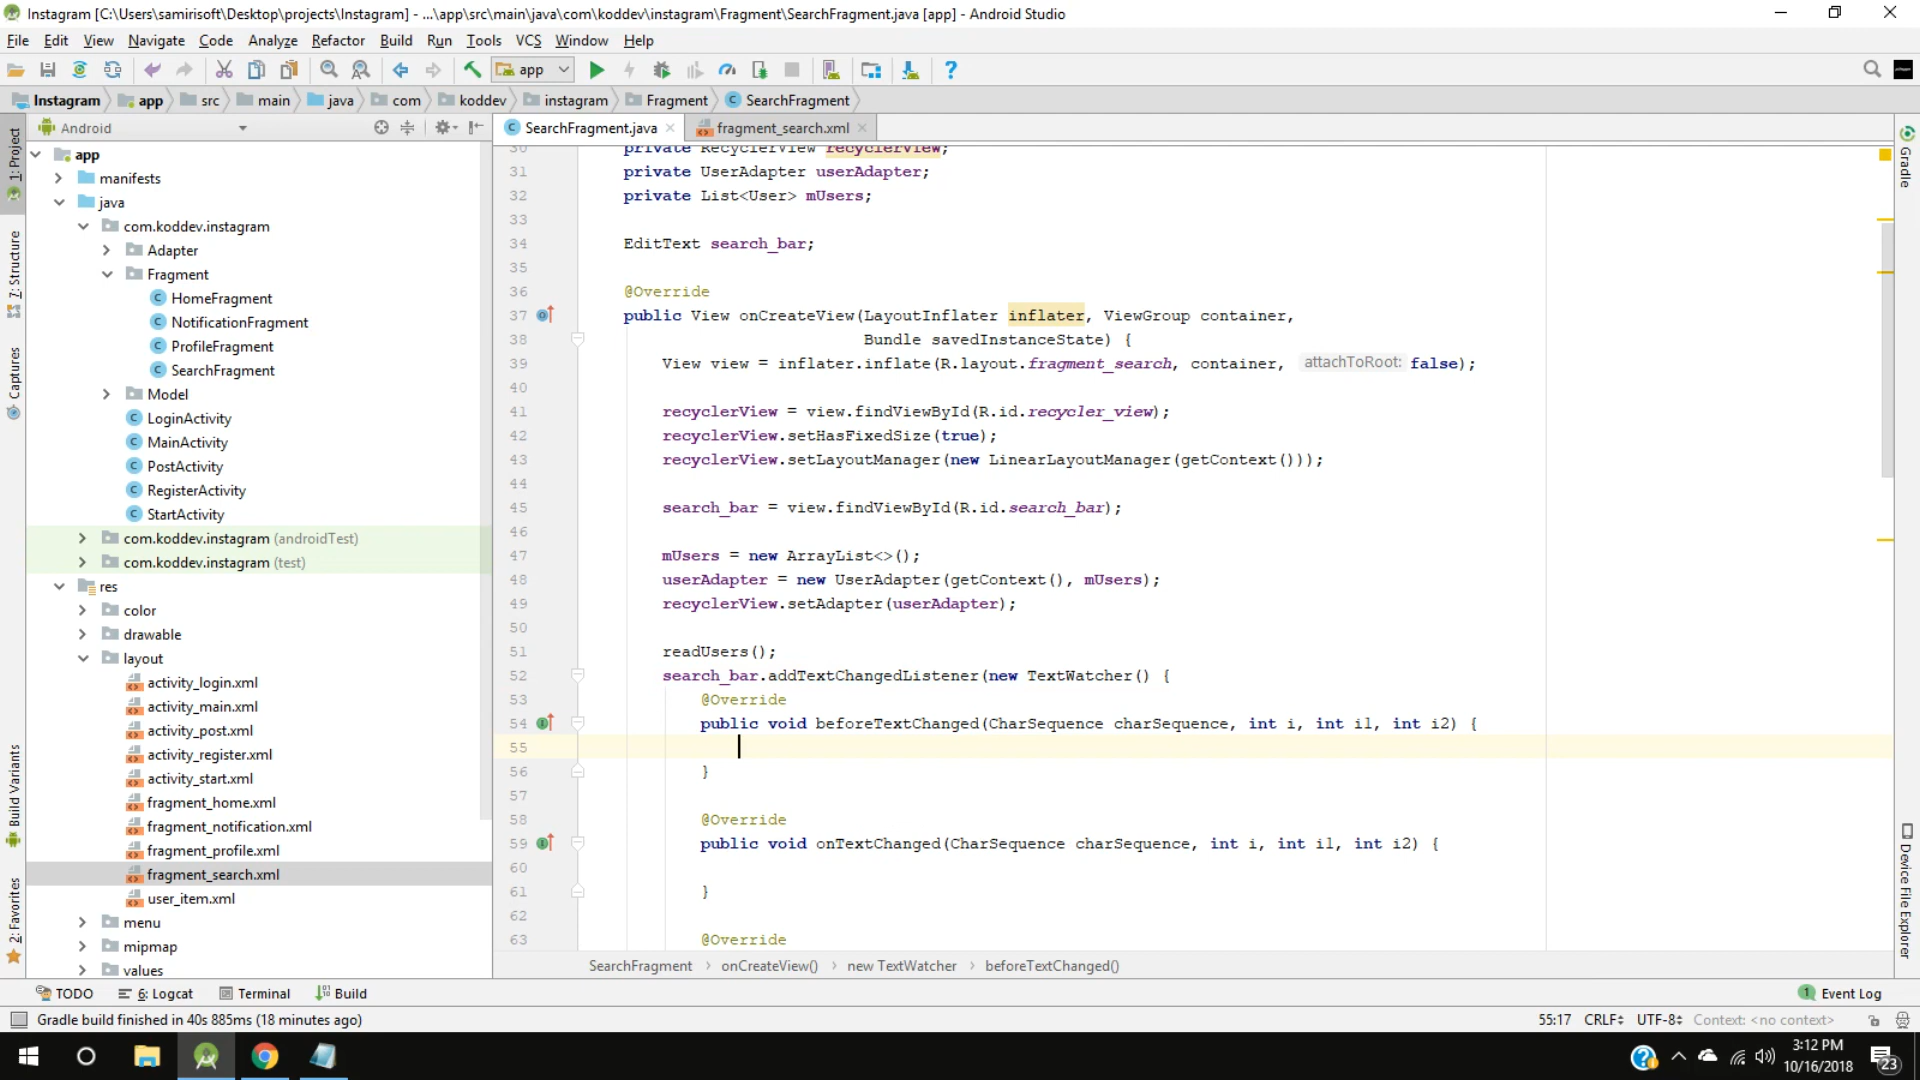 Instagram [C:\Users\samirisoft\Desktop\projects\Instagram] - ...\app\src\main\java\com\koddev\instagram\Fragment\SearchFragment.java [app] - Android Studio
File Edit View Navigate Code Analyze Refactor Build Run Tools VCS Window Help
app
Instagram app src main java com koddev instagram Fragment SearchFragment
Android
SearchFragment.java fragment_search.xml
1: Project
7: Structure
Captures
Build Variants
2: Favorites
app
manifests
java
com.koddev.instagram
Adapter
Fragment
HomeFragment
NotificationFragment
ProfileFragment
SearchFragment
Model
LoginActivity
MainActivity
PostActivity
RegisterActivity
StartActivity
com.koddev.instagram (androidTest)
com.koddev.instagram (test)
res
color
drawable
layout
activity_login.xml
activity_main.xml
activity_post.xml
activity_register.xml
activity_start.xml
fragment_home.xml
fragment_notification.xml
fragment_profile.xml
fragment_search.xml
user_item.xml
menu
mipmap
values
30 private RecyclerView recyclerView;
31 private UserAdapter userAdapter;
32 private List<User> mUsers;
33
34 EditText search_bar;
35
36 @Override
37 public View onCreateView(LayoutInflater inflater, ViewGroup container,
38 Bundle savedInstanceState) {
39 View view = inflater.inflate(R.layout.fragment_search, container, attachToRoot: false);
40
41 recyclerView = view.findViewById(R.id.recycler_view);
42 recyclerView.setHasFixedSize(true);
43 recyclerView.setLayoutManager(new LinearLayoutManager(getContext()));
44
45 search_bar = view.findViewById(R.id.search_bar);
46
47 mUsers = new ArrayList<>();
48 userAdapter = new UserAdapter(getContext(), mUsers);
49 recyclerView.setAdapter(userAdapter);
50
51 readUsers();
52 search_bar.addTextChangedListener(new TextWatcher() {
53 @Override
54 public void beforeTextChanged(CharSequence charSequence, int i, int i1, int i2) {
55
56 }
57
58 @Override
59 public void onTextChanged(CharSequence charSequence, int i, int i1, int i2) {
60
61 }
62
63 @Override
SearchFragment › onCreateView() › new TextWatcher › beforeTextChanged()
Gradle
Device File Explorer
TODO 6: Logcat Terminal Build 1 Event Log
Gradle build finished in 40s 885ms (18 minutes ago) 55:17 CRLF UTF-8 Context: <no context>
3:12 PM
10/16/2018
23